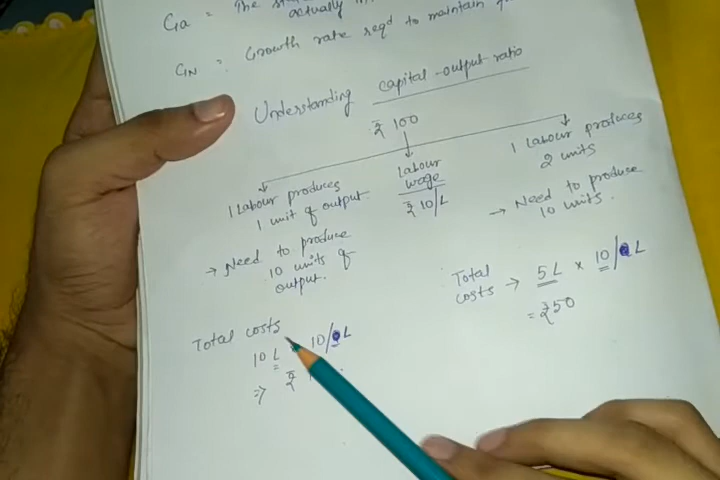 Ga = The
actually
GN : Growth rate reqd to maintain
Understanding capital-output ratio
₹ 100
1 Labour produces
1 unit of output.
→ Need to produce
10 units of
output.
Total costs
10 L 10/L
⇒ ₹
Labour
wage
₹ 10/L
1 Labour produces
2 units
→ Need to produce
10 units.
Total
costs → 5L × 10/L
= ₹50